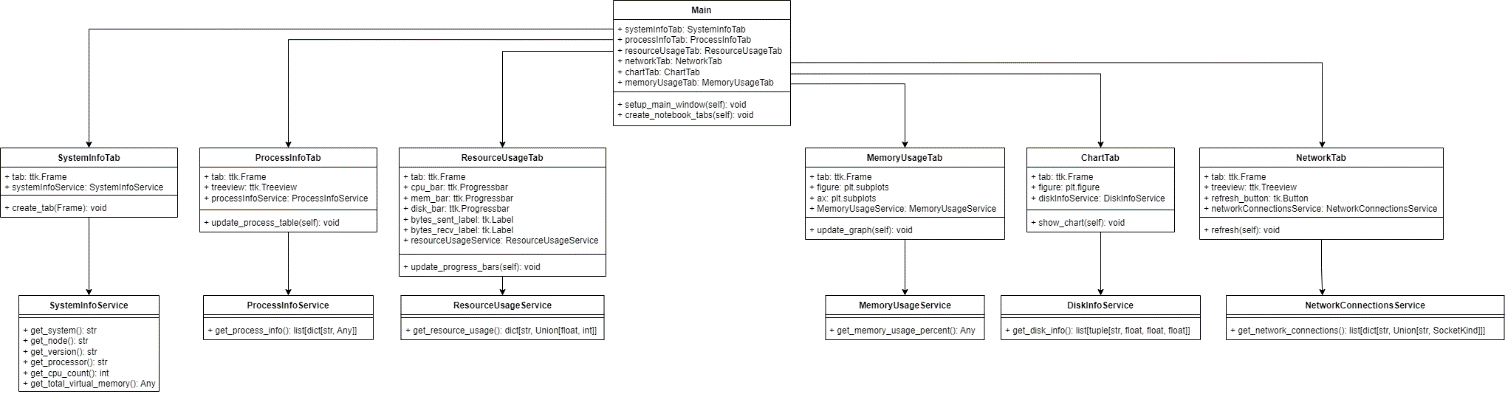 Main
+ systemInfoTab: SystemInfoTab
+ processInfoTab: ProcessInfoTab
+ resourceUsageTab: ResourceUsageTab
+ networkTab: NetworkTab
+ chartTab: ChartTab
+ memoryUsageTab: MemoryUsageTab
+ setup_main_window(self): void
+ create_notebook_tabs(self): void
SystemInfoTab
+ tab: ttk.Frame
+ systemInfoService: SystemInfoService
+ create_tab(Frame): void
ProcessInfoTab
+ tab: ttk.Frame
+ treeview: ttk.Treeview
+ processInfoService: ProcessInfoService
+ update_process_table(self): void
ResourceUsageTab
+ tab: ttk.Frame
+ cpu_bar: ttk.Progressbar
+ mem_bar: ttk.Progressbar
+ disk_bar: ttk.Progressbar
+ bytes_sent_label: tk.Label
+ bytes_recv_label: tk.Label
+ resourceUsageService: ResourceUsageService
+ update_progress_bars(self): void
MemoryUsageTab
+ tab: ttk.Frame
+ figure: plt.subplots
+ ax: plt.subplots
+ MemoryUsageService: MemoryUsageService
+ update_graph(self): void
ChartTab
+ tab: ttk.Frame
+ figure: plt.figure
+ diskInfoService: DiskInfoService
+ show_chart(self): void
NetworkTab
+ tab: ttk.Frame
+ treeview: ttk.Treeview
+ refresh_button: tk.Button
+ networkConnectionsService: NetworkConnectionsService
+ refresh(self): void
SystemInfoService
+ get_system(): str
+ get_node(): str
+ get_version(): str
+ get_processor(): str
+ get_cpu_count(): int
+ get_total_virtual_memory(): Any
ProcessInfoService
+ get_process_info(): list[dict[str, Any]]
ResourceUsageService
+ get_resource_usage(): dict[str, Union[float, int]]
MemoryUsageService
+ get_memory_usage_percent(): Any
DiskInfoService
+ get_disk_info(): list[tuple[str, float, float, float]]
NetworkConnectionsService
+ get_network_connections(): list[dict[str, Union[str, SocketKind]]]